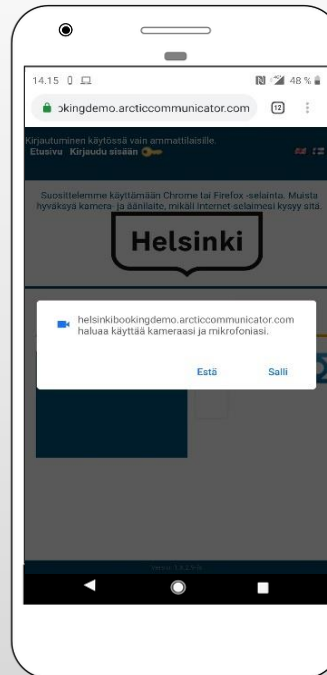 14.15 48 %
okingdemo.arcticcommunicator.com 12
Kirjautuminen käytössä vain ammattilaisille.
Etusivu Kirjaudu sisään
Suosittelemme käyttämään Chrome tai Firefox -selainta. Muista
hyväksyä kamera- ja äänilaite, mikäli internet-selaimesi kysyy sitä.
Helsinki
helsinkibookingdemo.arcticcommunicator.com
haluaa käyttää kameraasi ja mikrofoniasi.
Estä Salli